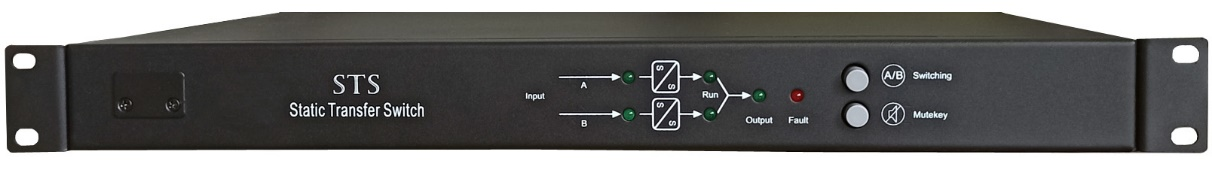 STS
Static Transfer Switch
Input
A
B
S
S
S
S
Run
Output
Fault
A/B Switching
Mutekey